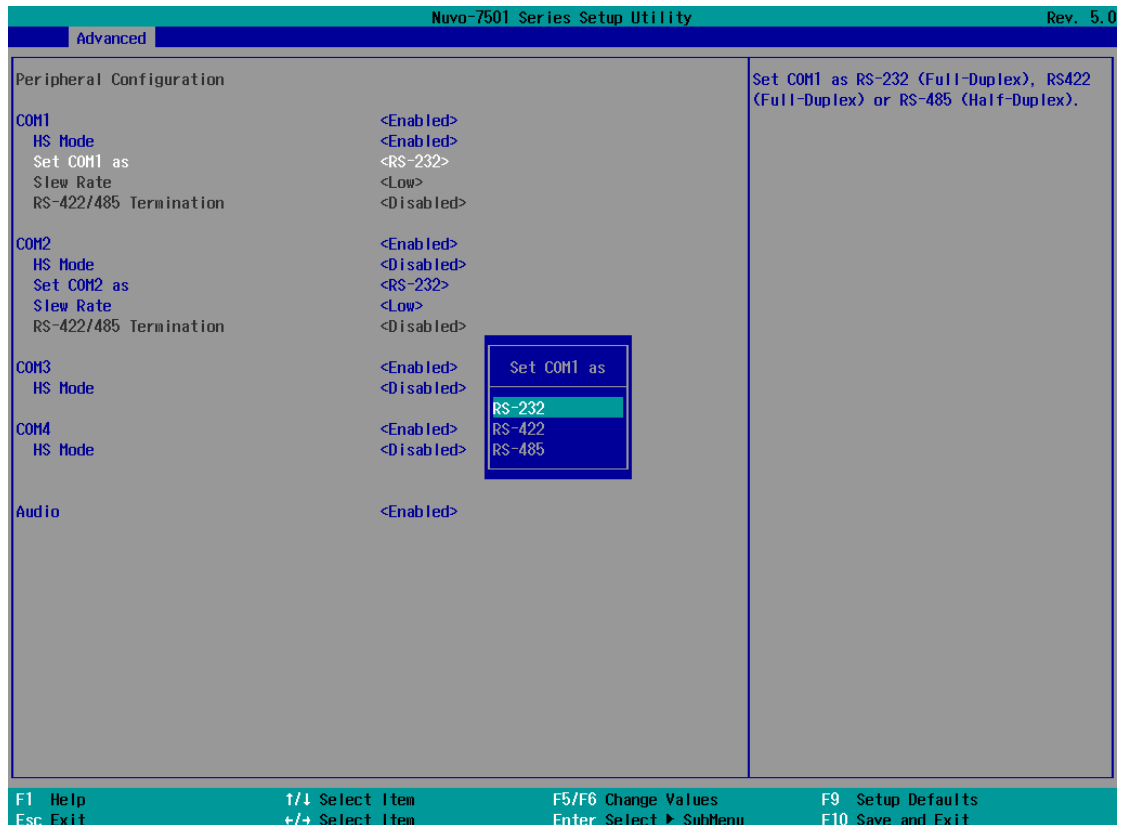 Nuvo-7501 Series Setup Utility Rev. 5.0
Advanced
Peripheral Configuration
Set COM1 as RS-232 (Full-Duplex), RS422
(Full-Duplex) or RS-485 (Half-Duplex).
COM1 <Enabled>
HS Mode <Enabled>
Set COM1 as <RS-232>
Slew Rate <Low>
RS-422/485 Termination <Disabled>
COM2 <Enabled>
HS Mode <Disabled>
Set COM2 as <RS-232>
Slew Rate <Low>
RS-422/485 Termination <Disabled>
COM3 <Enabled>
HS Mode <Disabled>
COM4 <Enabled>
HS Mode <Disabled>
Audio <Enabled>
Set COM1 as
RS-232
RS-422
RS-485
F1 Help ↑/↓ Select Item F5/F6 Change Values F9 Setup Defaults
Esc Exit ←/→ Select Item Enter Select ▶ SubMenu F10 Save and Exit